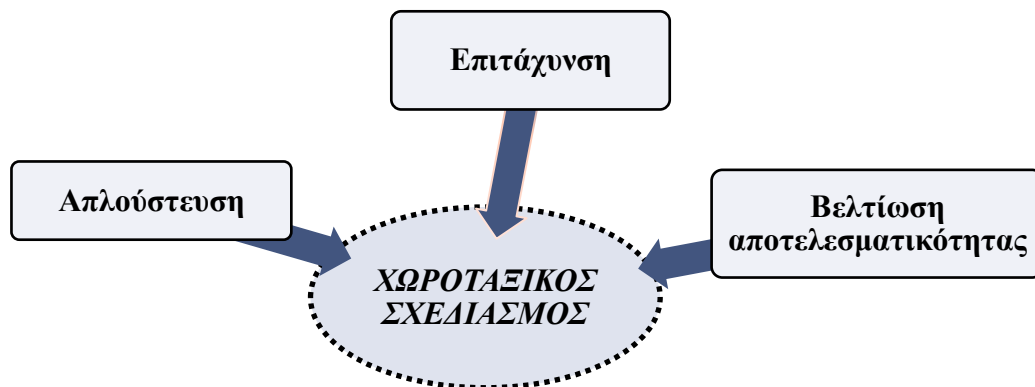 Επιτάχυνση
Απλούστευση
Βελτίωση
αποτελεσματικότητας
ΧΩΡΟΤΑΞΙΚΟΣ
ΣΧΕΔΙΑΣΜΟΣ